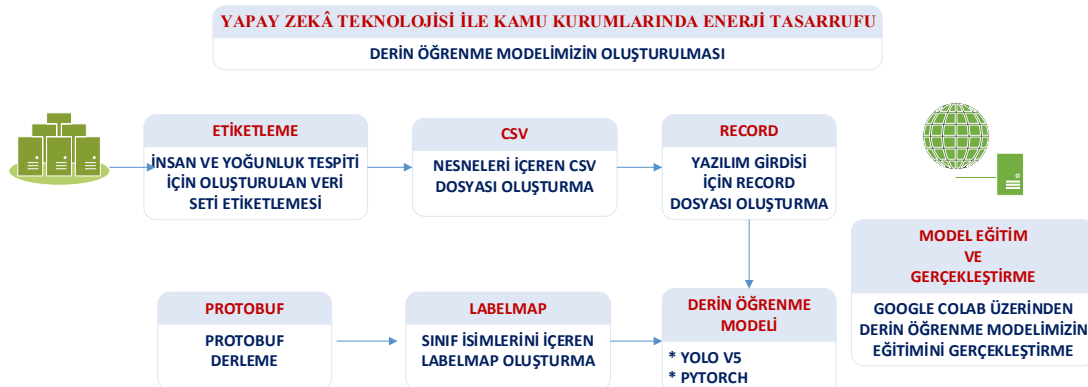 YAPAY ZEKÂ TEKNOLOJİSİ İLE KAMU KURUMLARINDA ENERJİ TASARRUFU
DERİN ÖĞRENME MODELİMİZİN OLUŞTURULMASI
ETİKETLEME
İNSAN VE YOĞUNLUK TESPİTİ
İÇİN OLUŞTURULAN VERİ
SETİ ETİKETLEMESİ
CSV
NESNELERİ İÇEREN CSV
DOSYASI OLUŞTURMA
RECORD
YAZILIM GİRDİSİ
İÇİN RECORD
DOSYASI OLUŞTURMA
PROTOBUF
PROTOBUF
DERLEME
LABELMAP
SINIF İSİMLERİNİ İÇEREN
LABELMAP OLUŞTURMA
DERİN ÖĞRENME
MODELİ
* YOLO V5
* PYTORCH
MODEL EĞİTİM
VE
GERÇEKLEŞTİRME
GOOGLE COLAB ÜZERİNDEN
DERİN ÖĞRENME MODELİMİZİN
EĞİTİMİNİ GERÇEKLEŞTİRME